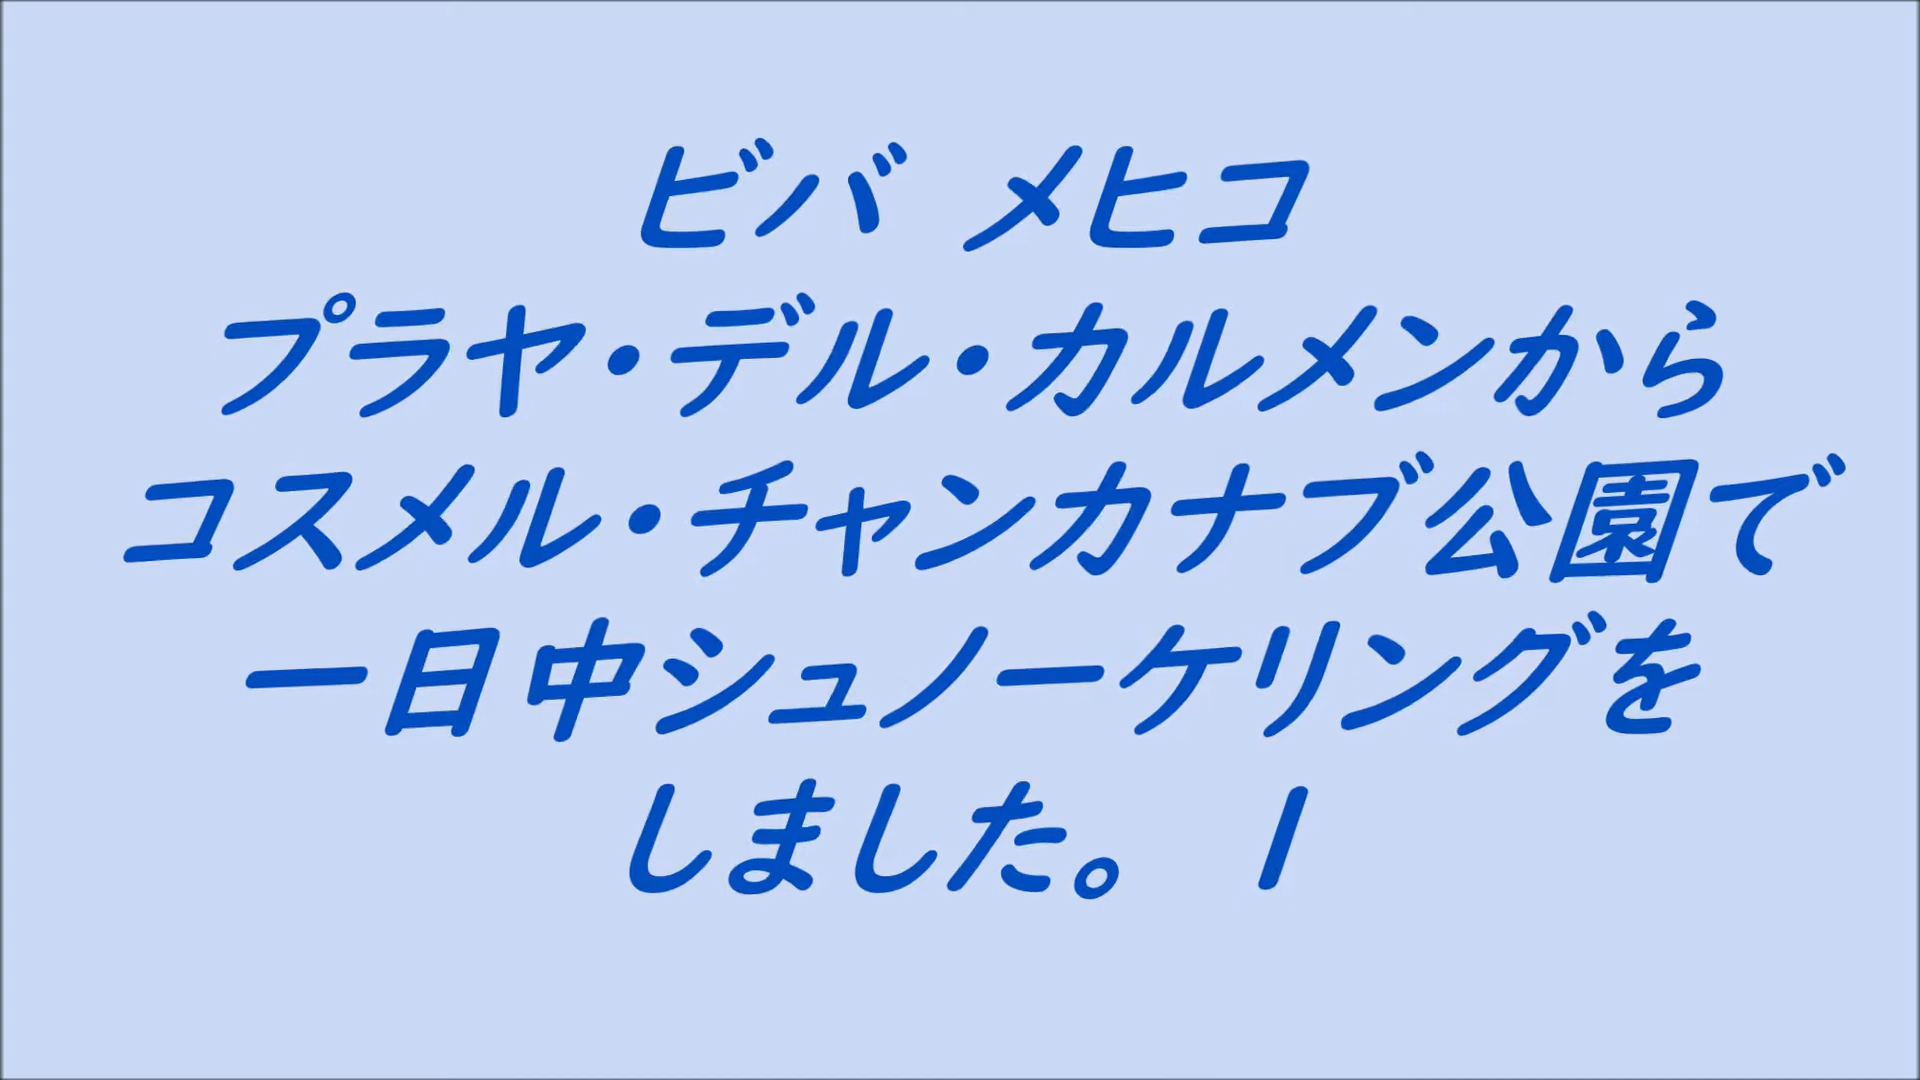 ビバ メヒコ
プラヤ・デル・カルメンから
コスメル・チャンカナブ公園で
一日中シュノーケリングを
しました。 1